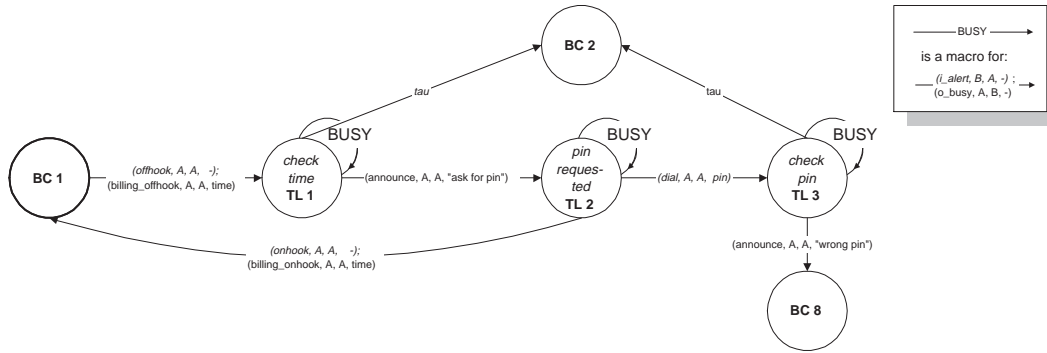 BC 2
BUSY
is a macro for:
(i_alert, B, A, -) ;
(o_busy, A, B, -)
tau
tau
BUSY
BUSY
BUSY
BC 1
(offhook, A, A, -);
(billing_offhook, A, A, time)
check
time
TL 1
(announce, A, A, "ask for pin")
pin
reques-
ted
TL 2
(dial, A, A, pin)
check
pin
TL 3
(onhook, A, A, -);
(billing_onhook, A, A, time)
(announce, A, A, "wrong pin")
BC 8